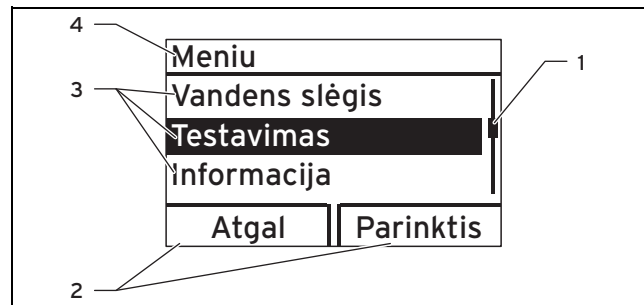 4
Meniu
1
3
Vandens slėgis
Testavimas
Informacija
Atgal Parinktis
2